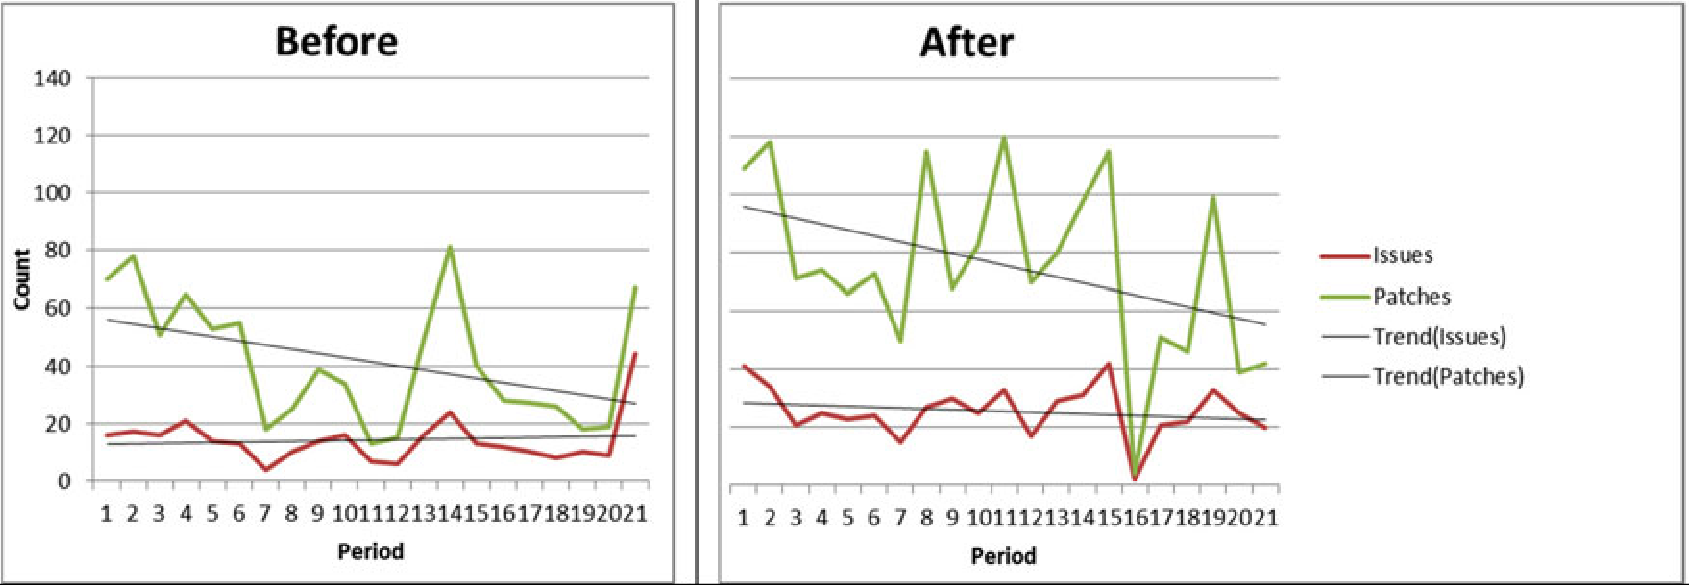 Before
140
120
100
80
60
40
20
0
Count
1 2 3 4 5 6 7 8 9 10 11 12 13 14 15 16 17 18 19 20 21
Period
After
1 2 3 4 5 6 7 8 9 10 11 12 13 14 15 16 17 18 19 20 21
Period
Issues
Patches
Trend(Issues)
Trend(Patches)